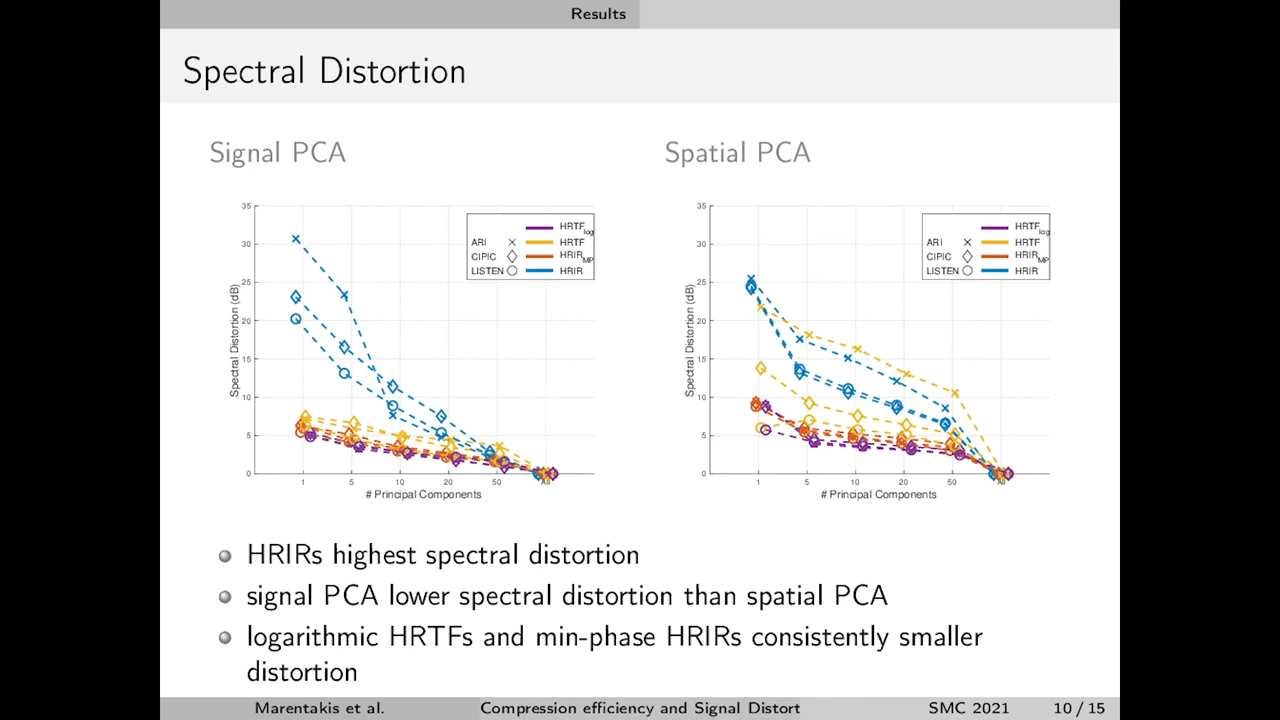 Results
Spectral Distortion
Signal PCA
Spatial PCA
35
30
25
20
15
10
5
0
Spectral Distortion (dB)
1
5
10
20
50
All
# Principal Components
ARI
CIPIC
LISTEN
HRTFlog
HRTF
HRIRMP
HRIR
35
30
25
20
15
10
5
0
Spectral Distortion (dB)
1
5
10
20
50
All
# Principal Components
ARI
CIPIC
LISTEN
HRTFlog
HRTF
HRIRMP
HRIR
HRIRs highest spectral distortion
signal PCA lower spectral distortion than spatial PCA
logarithmic HRTFs and min-phase HRIRs consistently smaller
distortion
Marentakis et al. Compression efficiency and Signal Distort SMC 2021 10 / 15